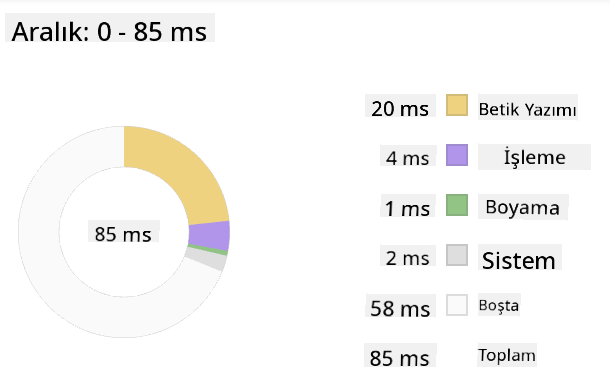 Aralık: 0 - 85 ms
20 ms Betik Yazımı
4 ms İşleme
1 ms Boyama
85 ms
2 ms Sistem
58 ms Boşta
85 ms Toplam